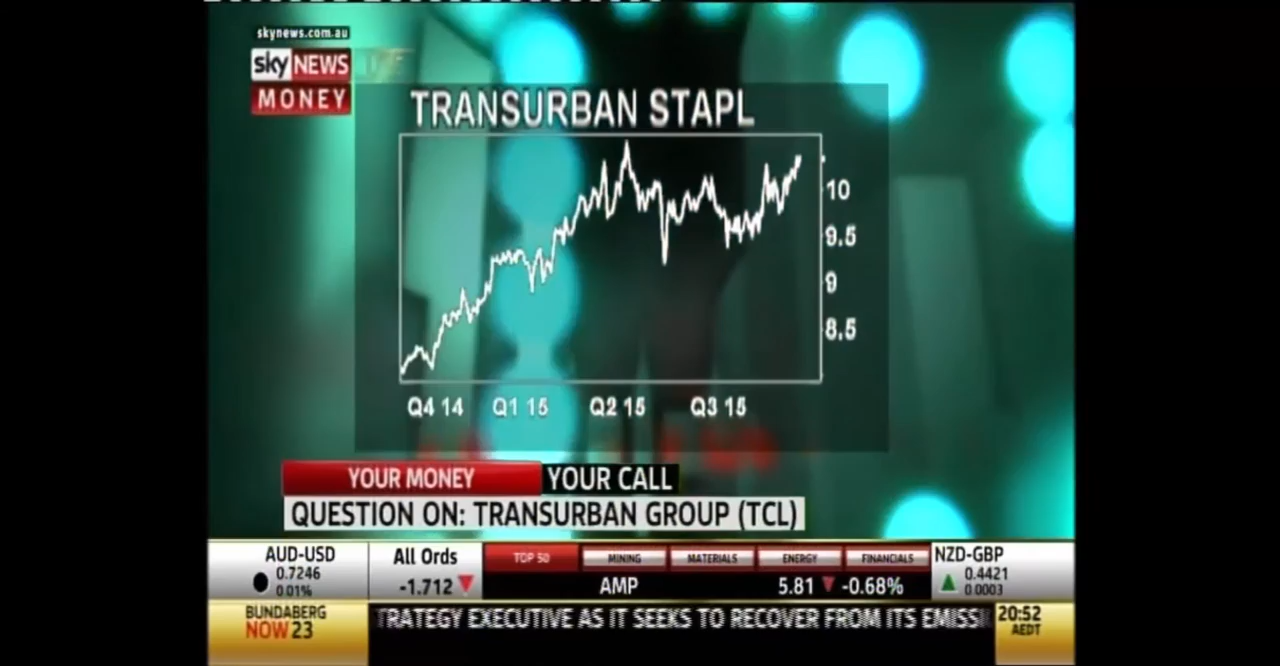 skynews.com.au
sky NEWS
MONEY
TRANSURBAN STAPL
10
9.5
9
8.5
Q4 14 Q1 15 Q2 15 Q3 15
YOUR MONEY YOUR CALL
QUESTION ON: TRANSURBAN GROUP (TCL)
AUD-USD
0.7246
0.01%
All Ords
-1.712
TOP 50 MINING MATERIALS ENERGY FINANCIALS
AMP 5.81 -0.68%
NZD-GBP
0.4421
0.0003
BUNDABERG
NOW 23
TRATEGY EXECUTIVE AS IT SEEKS TO RECOVER FROM ITS EMISS
20:52
AEDT